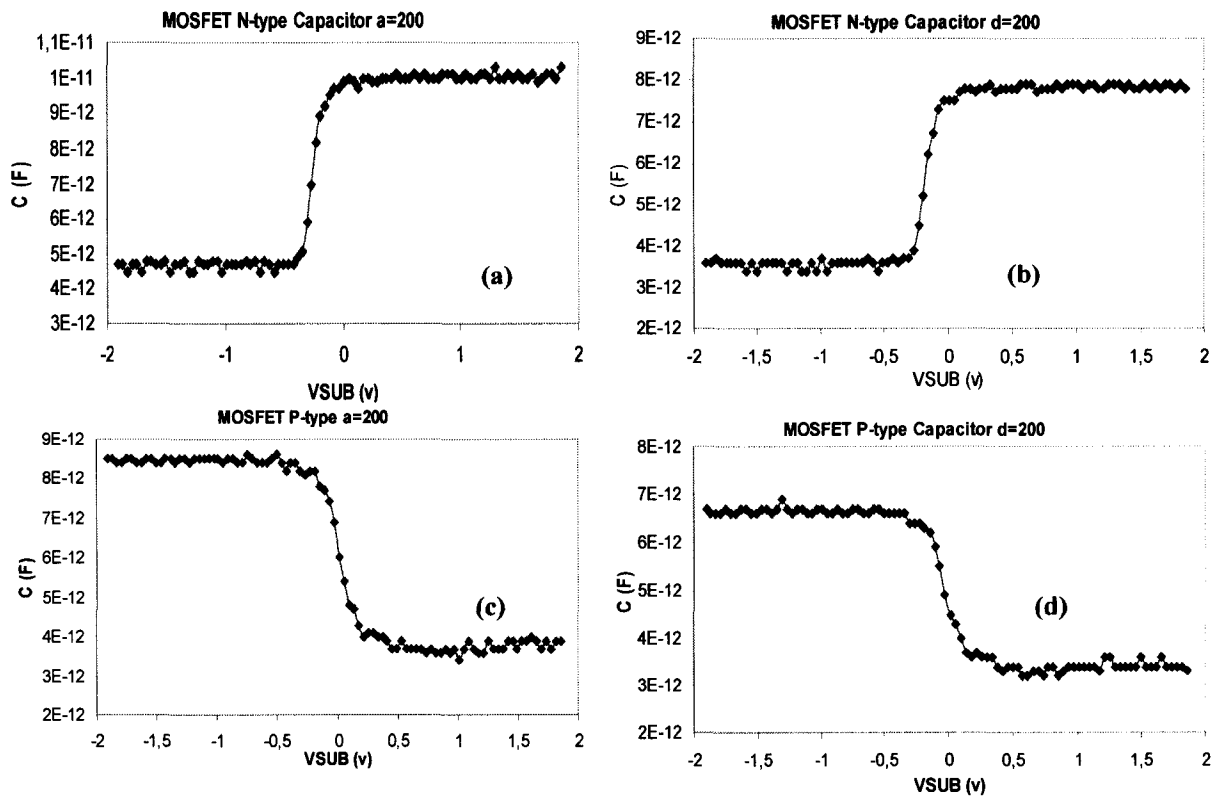 MOSFET N-type Capacitor a=200
1,1E-11
1E-11
9E-12
8E-12
7E-12
6E-12
5E-12
4E-12
3E-12
C (F)
(a)
-2
-1
0
1
2
VSUB (v)
MOSFET N-type Capacitor d=200
9E-12
8E-12
7E-12
6E-12
5E-12
4E-12
3E-12
2E-12
C (F)
(b)
-2
-1,5
-1
-0,5
0
0,5
1
1,5
2
VSUB (v)
MOSFET P-type a=200
9E-12
8E-12
7E-12
6E-12
5E-12
4E-12
3E-12
2E-12
C (F)
(c)
-2
-1,5
-1
-0,5
0
0,5
1
1,5
2
VSUB (v)
MOSFET P-type Capacitor d=200
8E-12
7E-12
6E-12
5E-12
4E-12
3E-12
2E-12
C (F)
(d)
-2
-1,5
-1
-0,5
0
0,5
1
1,5
2
VSUB (v)